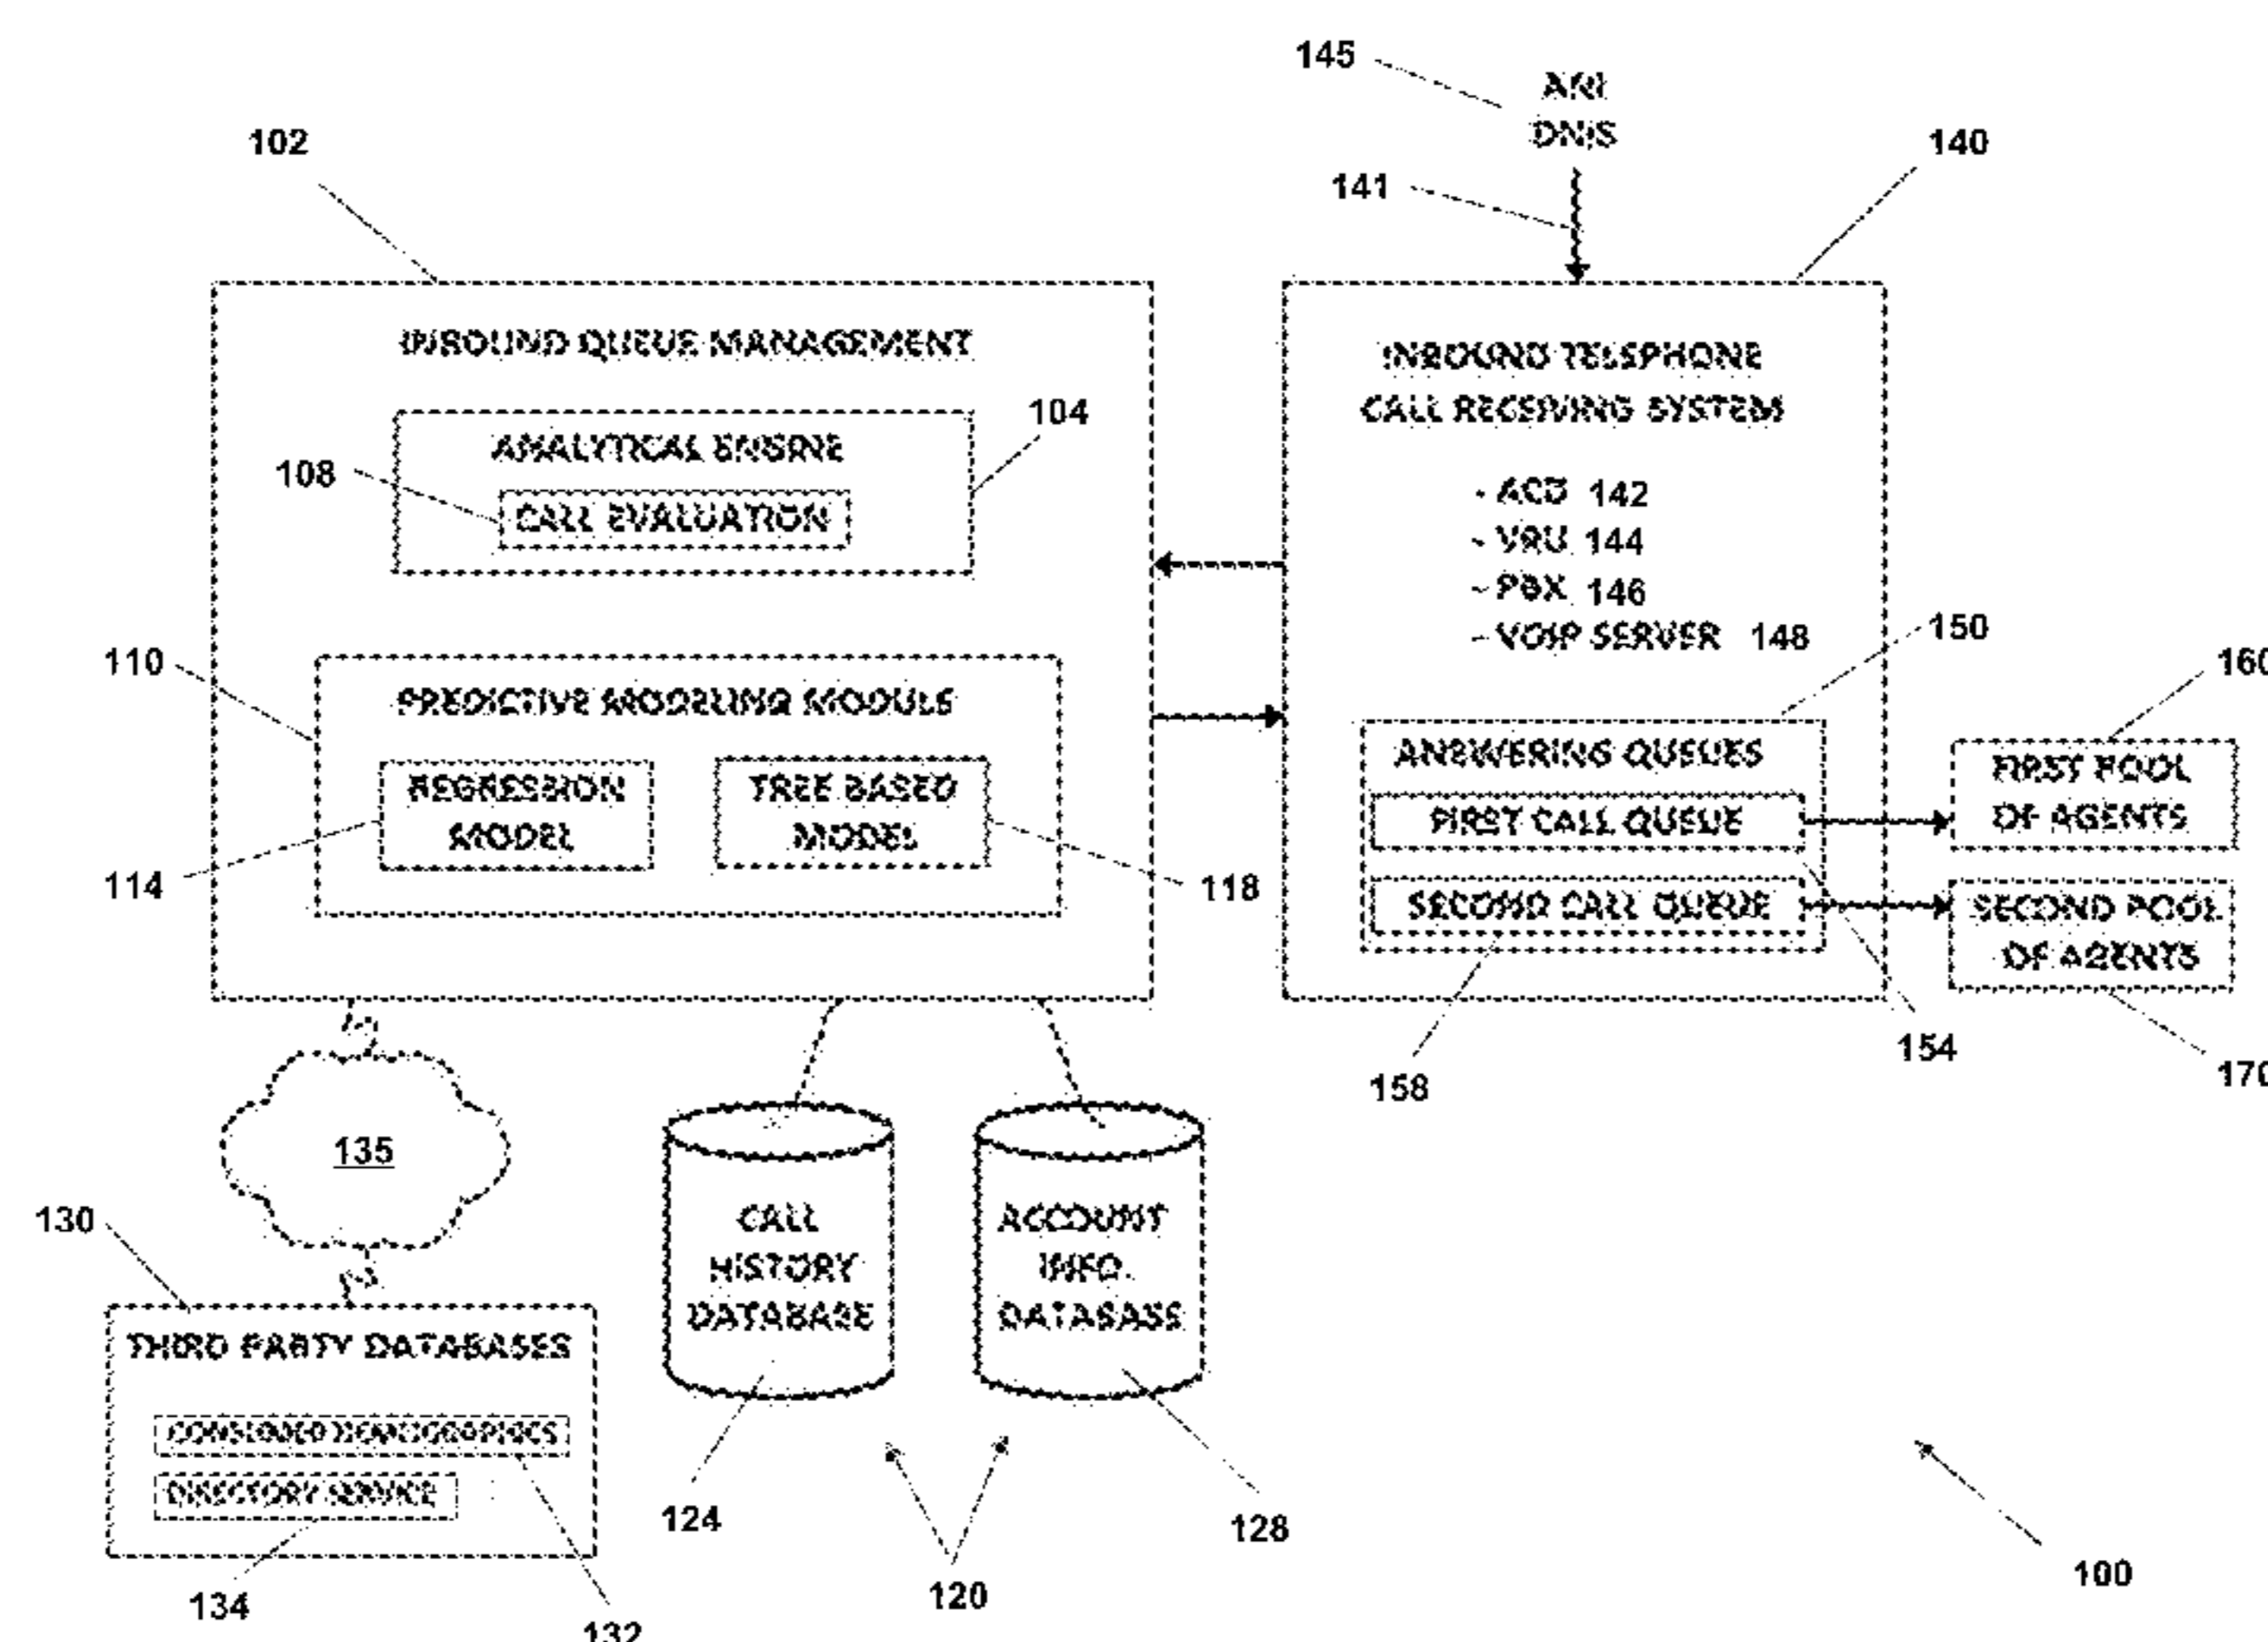 145
ANI
DNIS
102
141
140
INBOUND QUEUE MANAGEMENT
INBOUND TELEPHONE
CALL RECEIVING SYSTEM
104
ANALYTICAL ENGINE
108
CALL EVALUATION
- ACD 142
- VRU 144
- PBX 146
- VOIP SERVER 148
150
160
110
PREDICTIVE MODELING MODULE
REGRESSION
MODEL
TREE BASED
MODEL
114
118
ANSWERING QUEUES
FIRST CALL QUEUE
SECOND CALL QUEUE
FIRST POOL
OF AGENTS
SECOND POOL
OF AGENTS
154
158
170
135
130
CALL
HISTORY
DATABASE
ACCOUNT
INFO
DATABASE
THIRD PARTY DATABASES
CONSUMER DEMOGRAPHICS
DIRECTORY SERVICE
124
128
120
134
132
100